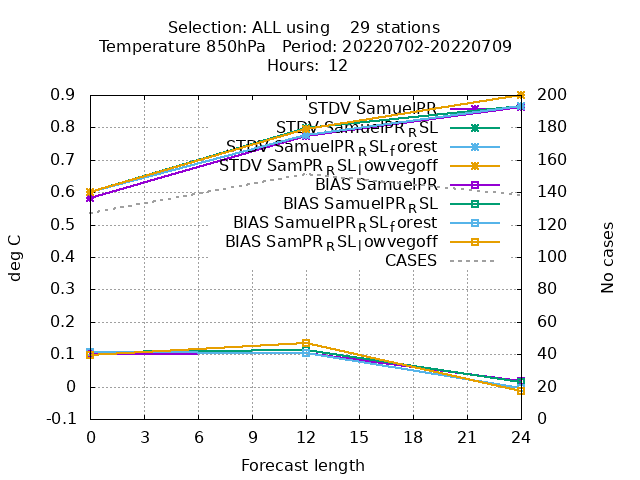 Selection: ALL using    29 stations
Temperature 850hPa   Period: 20220702-20220709
Hours:  12
0.9
0.8
0.7
0.6
0.5
0.4
0.3
0.2
0.1
0
-0.1
deg C
STDV SamuelPR
STDV SamuelPR_RSL
STDV SamuelPR_RSL_forest
STDV SamPR_RSL_lowvegoff
BIAS SamuelPR
BIAS SamuelPR_RSL
BIAS SamuelPR_RSL_forest
BIAS SamPR_RSL_lowvegoff
CASES
200
180
160
140
120
100
80
60
40
20
0
No cases
0 3 6 9 12 15 18 21 24
Forecast length